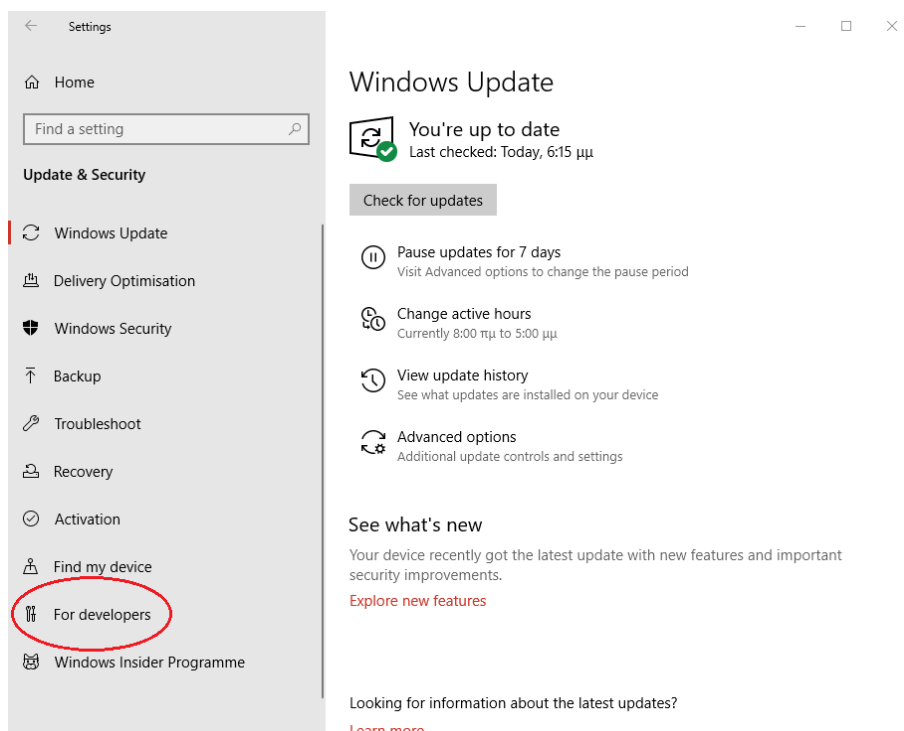 Settings
Home
Find a setting
Update & Security
Windows Update
Delivery Optimisation
Windows Security
Backup
Troubleshoot
Recovery
Activation
Find my device
For developers
Windows Insider Programme
Windows Update
You're up to date
Last checked: Today, 6:15 μμ
Check for updates
Pause updates for 7 days
Visit Advanced options to change the pause period
Change active hours
Currently 8:00 πμ to 5:00 μμ
View update history
See what updates are installed on your device
Advanced options
Additional update controls and settings
See what's new
Your device recently got the latest update with new features and important
security improvements.
Explore new features
Looking for information about the latest updates?
Learn more